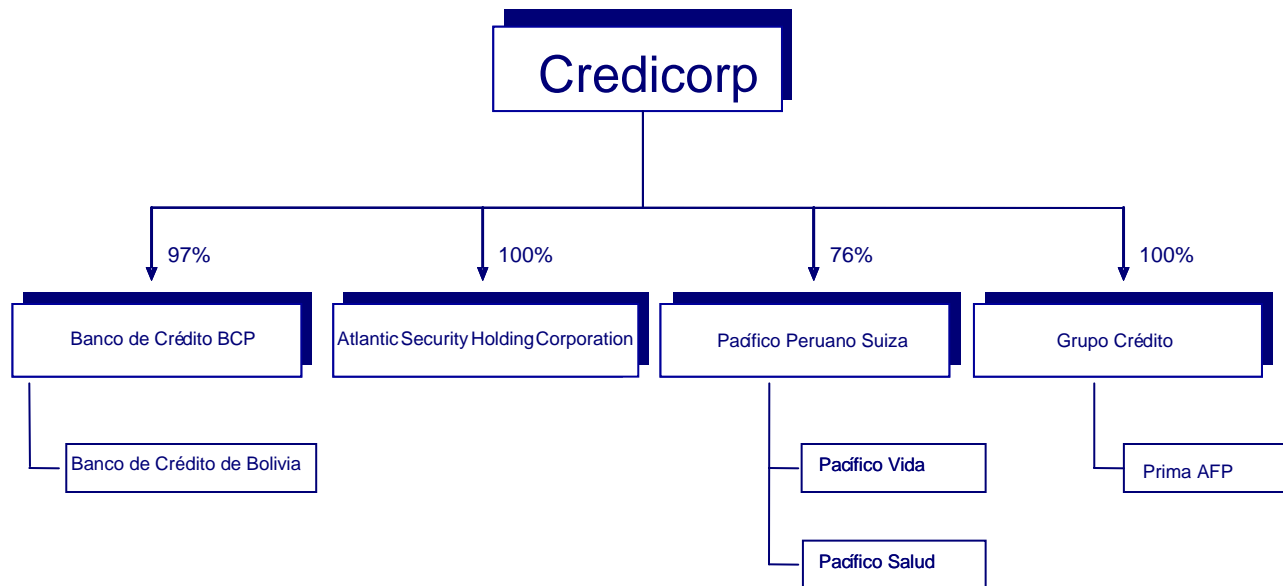 Credicorp
97%
100%
76%
100%
Banco de Crédito BCP
Atlantic Security Holding Corporation
Pacífico Peruano Suiza
Grupo Crédito
Banco de Crédito de Bolivia
Pacífico Vida
Prima AFP
Pacífico Salud